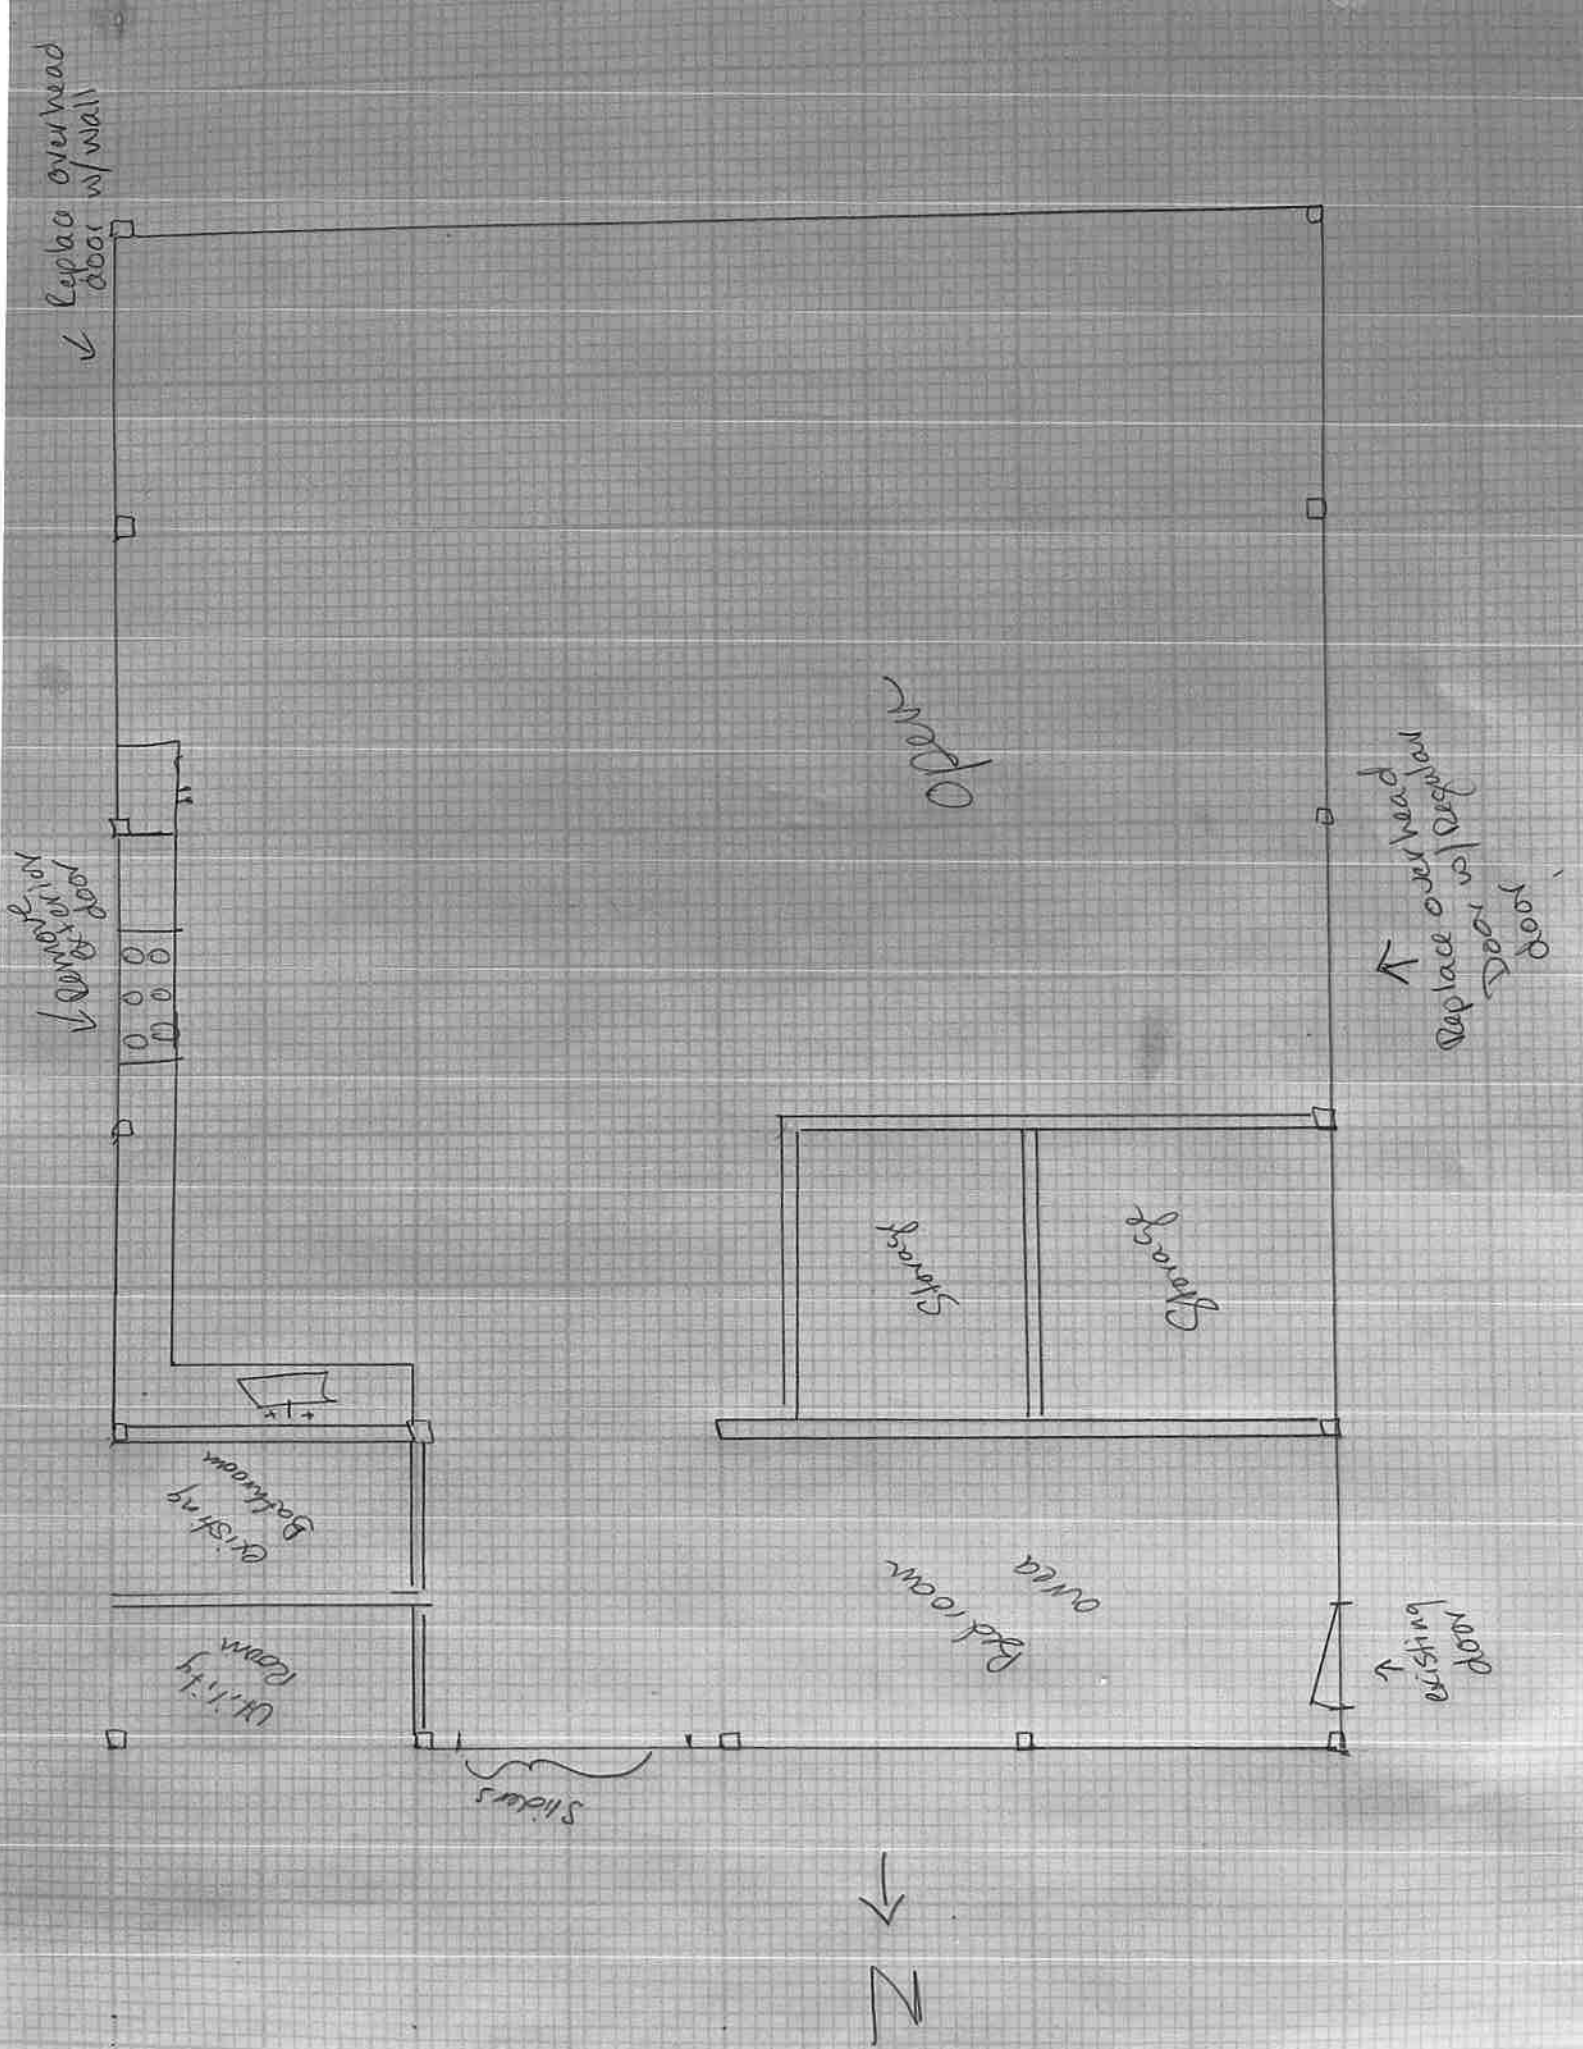 ← Replace overhead
door w/wall
← Remove
exterior
door
Open
↑
Replace overhead
Door w/Regular
door
Storage
Storage
existing
Bathroom
Utility
Room
Bedroom
area
↑
existing
door
Sliders
N